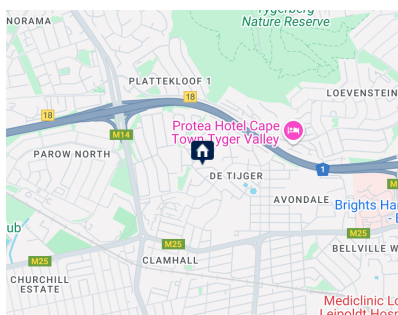 Tygerberg
Nature Reserve
NORAMA
PLATTEKLOOF 1
LOEVENSTEIN
18
18
Protea Hotel Cape
Town Tyger Valley
M14
PAROW NORTH
1
DE TIJGER
M
AVONDALE
Brights Ha
- B
ub
M25
M25
BELLVILLE W
CLAMHALL
M25
CHURCHILL
ESTATE
Mediclinic Lo
Leipoldt Hosp